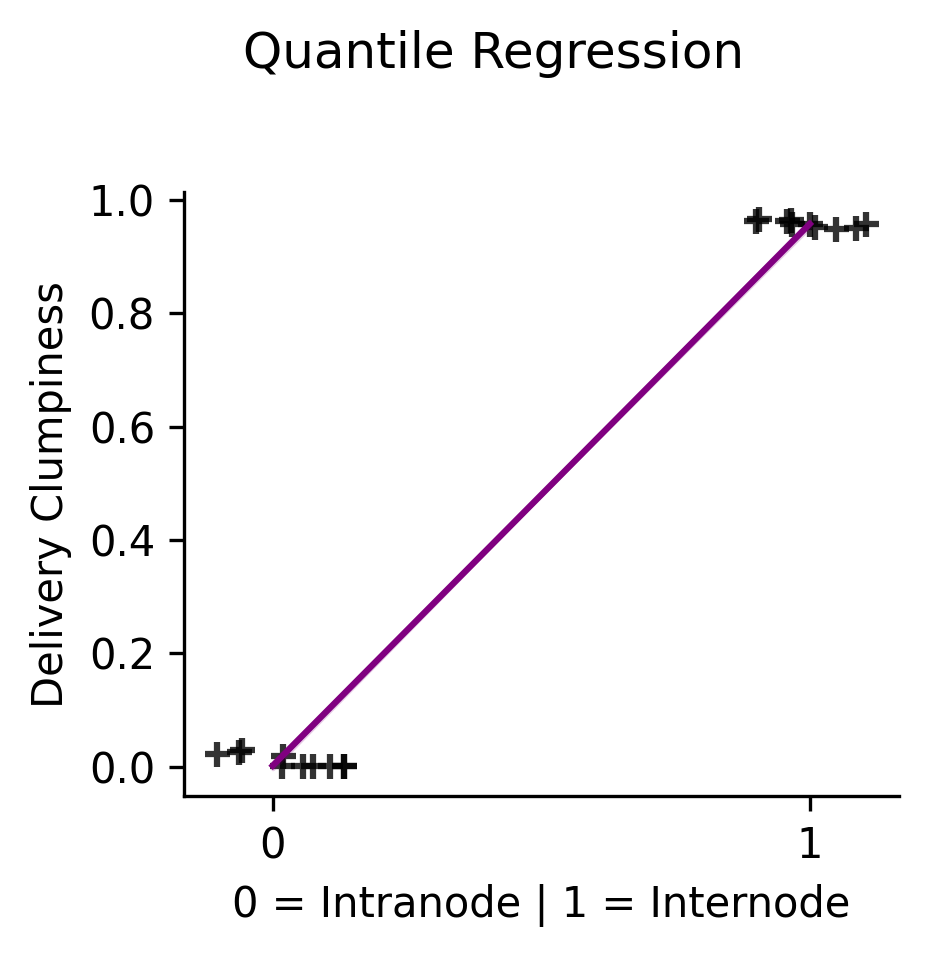 Quantile Regression
1.0
0.8
0.6
0.4
0.2
0.0
Delivery Clumpiness
0
1
0 = Intranode | 1 = Internode